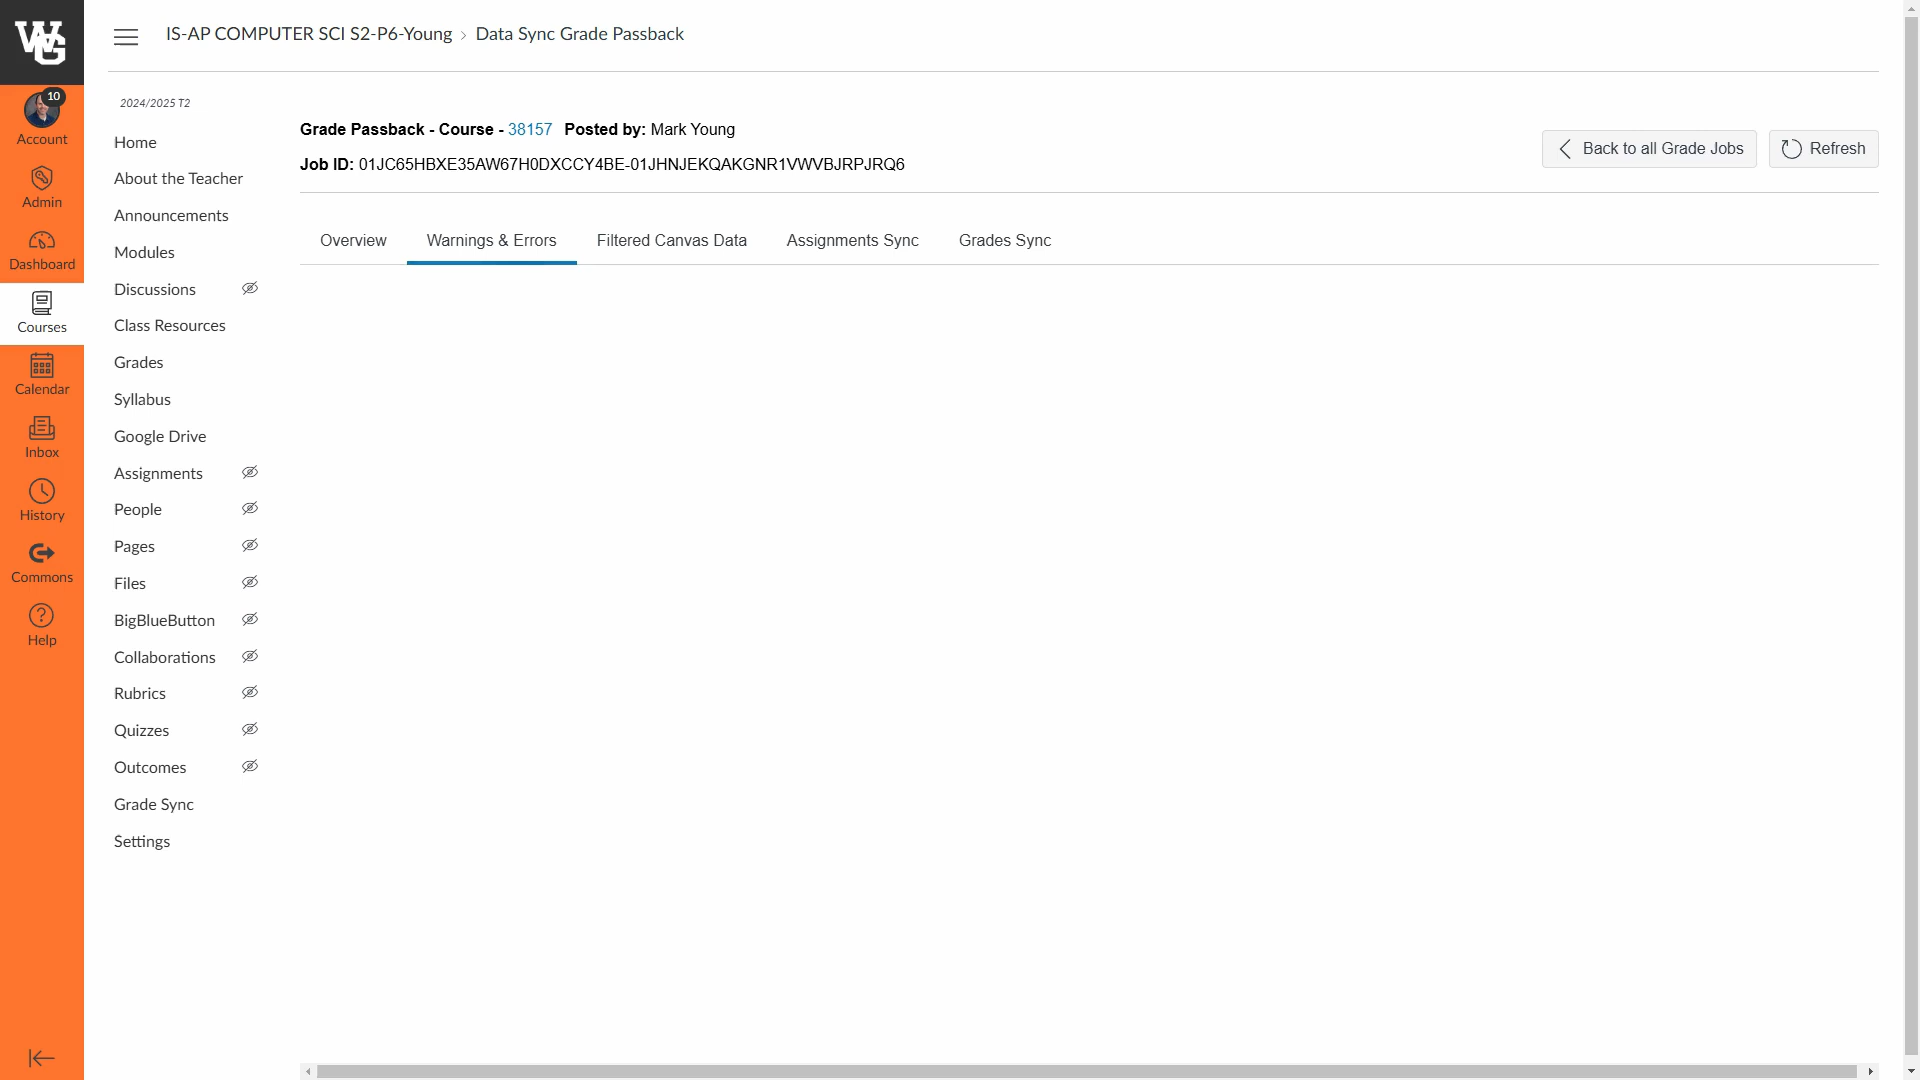 WG
IS-AP COMPUTER SCI S2-P6-Young › Data Sync Grade Passback
10
Account
Admin
Dashboard
Courses
Calendar
Inbox
History
Commons
Help
2024/2025 T2
Home
About the Teacher
Announcements
Modules
Discussions
Class Resources
Grades
Syllabus
Google Drive
Assignments
People
Pages
Files
BigBlueButton
Collaborations
Rubrics
Quizzes
Outcomes
Grade Sync
Settings
Grade Passback - Course - 38157 Posted by: Mark Young
Job ID: 01JC65HBXE35AW67H0DXCCY4BE-01JHNJEKQAKGNR1VWVBJRPJRQ6
Back to all Grade Jobs
Refresh
Overview Warnings & Errors Filtered Canvas Data Assignments Sync Grades Sync